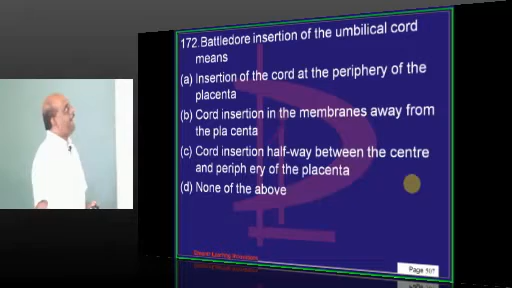 172.Battledore insertion of the umbilical cord
means
(a) Insertion of the cord at the periphery of the
placenta
(b) Cord insertion in the membranes away from
the pla centa
(c) Cord insertion half-way between the centre
and periph ery of the placenta
(d) None of the above
Page 107